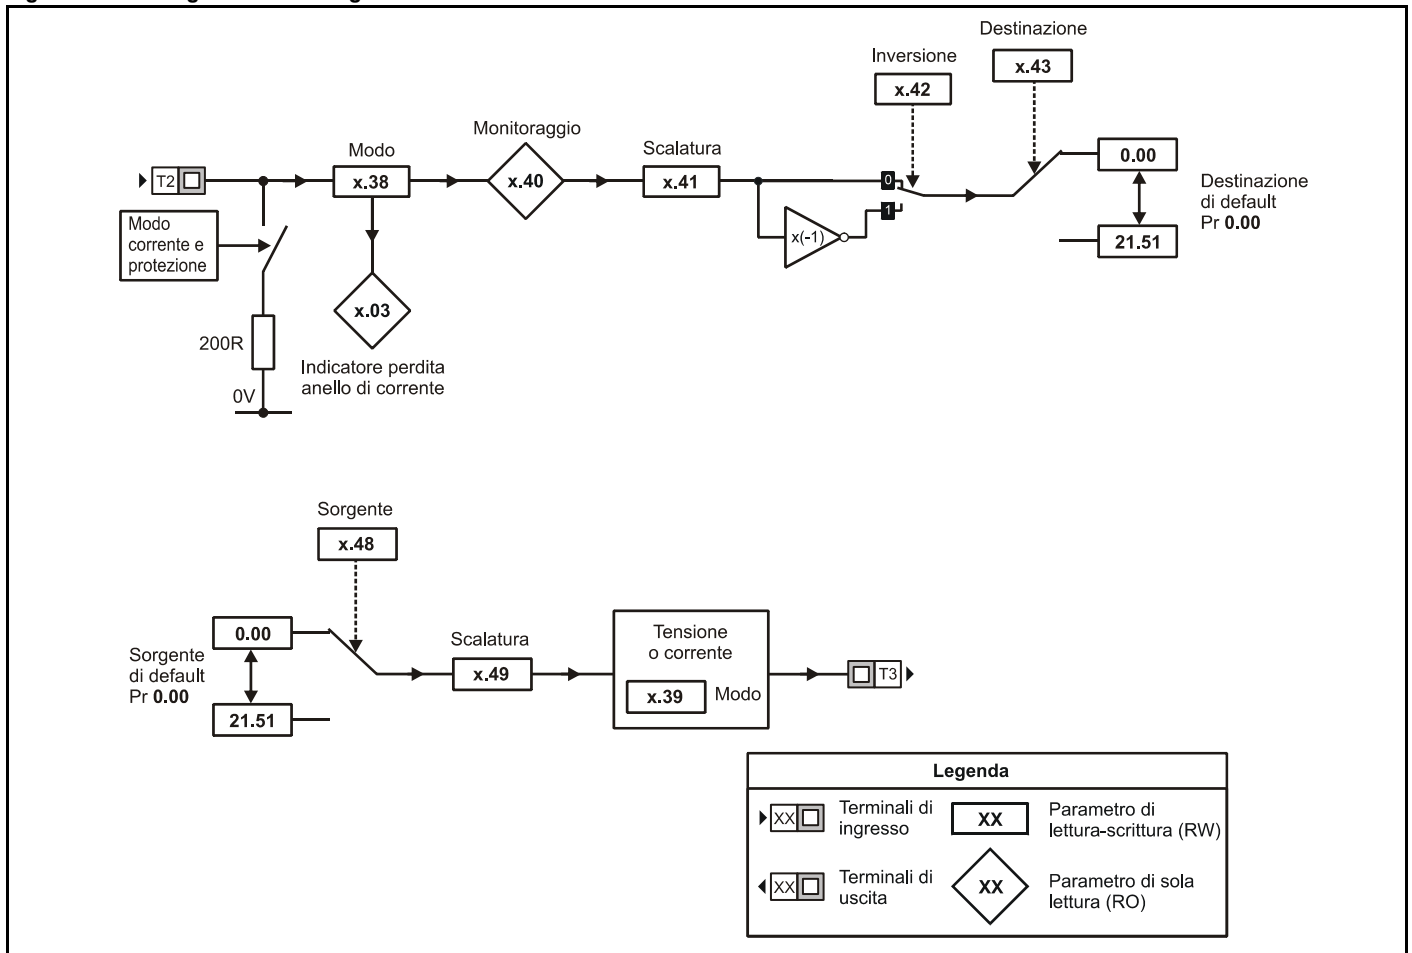 Destinazione
x.43
Inversione
x.42
Monitoraggio
x.40
Scalatura
x.41
Modo
x.38
T2
0
1
x(-1)
0.00
21.51
Destinazione
di default
Pr 0.00
Modo
corrente e
protezione
x.03
Indicatore perdita
anello di corrente
200R
0V
Sorgente
x.48
0.00
21.51
Sorgente
di default
Pr 0.00
Scalatura
x.49
Tensione
o corrente
x.39 Modo
T3
Legenda
XX
Terminali di
ingresso
XX
Parametro di
lettura-scrittura (RW)
XX
Terminali di
uscita
XX
Parametro di sola
lettura (RO)